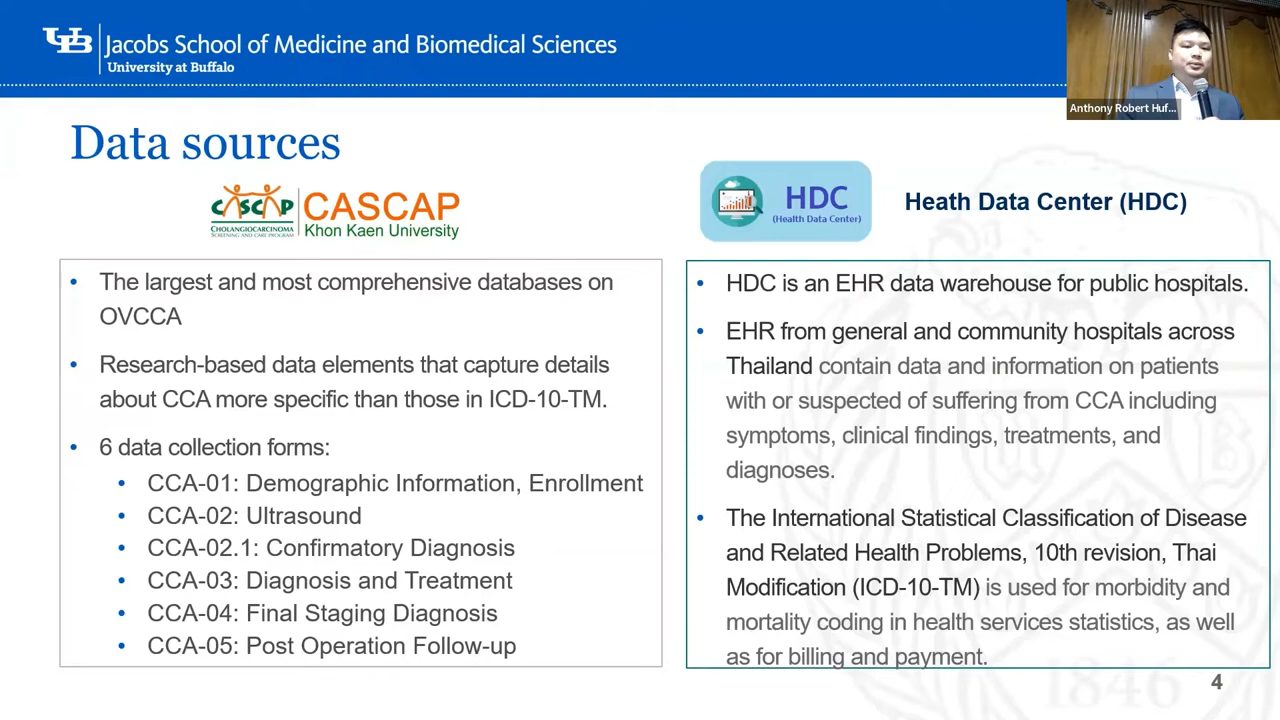 UB
Jacobs School of Medicine and Biomedical Sciences
University at Buffalo
Anthony Robert Huf...
Data sources
CASCAP
CHOLANGIOCARCINOMA
SCREENING AND CARE PROGRAM
CASCAP
Khon Kaen University
HDC
(Health Data Center)
Heath Data Center (HDC)
• The largest and most comprehensive databases on
OVCCA
• Research-based data elements that capture details
about CCA more specific than those in ICD-10-TM.
• 6 data collection forms:
• CCA-01: Demographic Information, Enrollment
• CCA-02: Ultrasound
• CCA-02.1: Confirmatory Diagnosis
• CCA-03: Diagnosis and Treatment
• CCA-04: Final Staging Diagnosis
• CCA-05: Post Operation Follow-up
• HDC is an EHR data warehouse for public hospitals.
• EHR from general and community hospitals across
Thailand contain data and information on patients
with or suspected of suffering from CCA including
symptoms, clinical findings, treatments, and
diagnoses.
• The International Statistical Classification of Disease
and Related Health Problems, 10th revision, Thai
Modification (ICD-10-TM) is used for morbidity and
mortality coding in health services statistics, as well
as for billing and payment.
1846
4